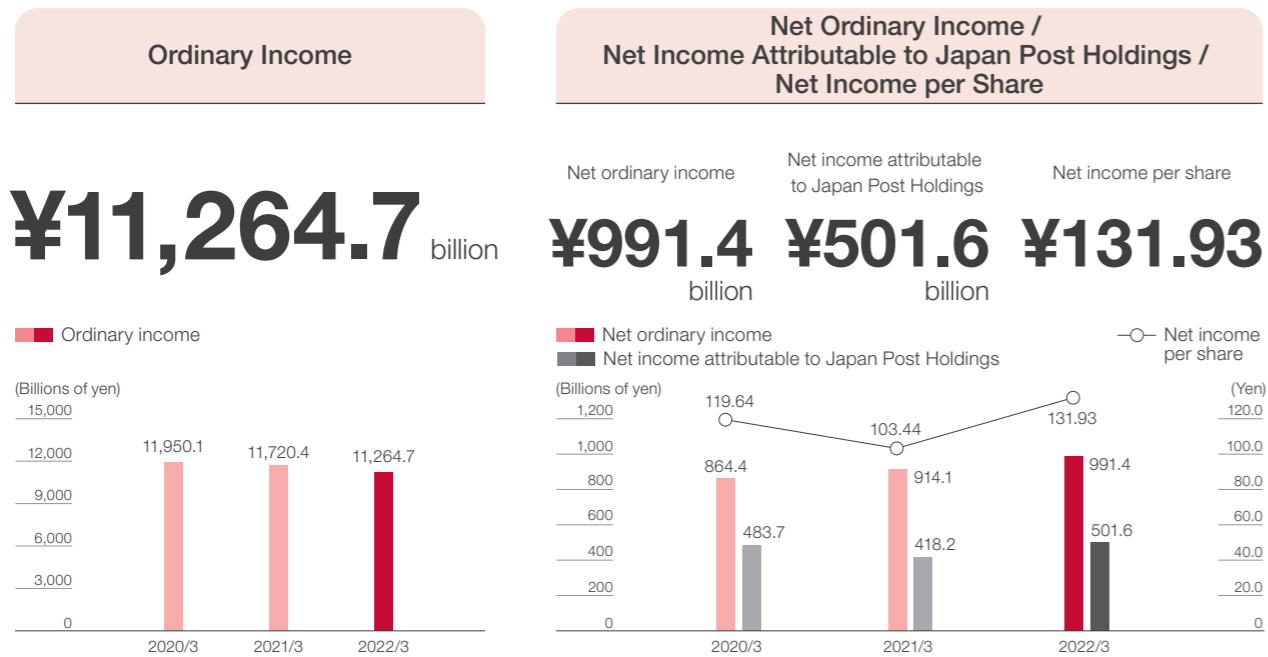 Ordinary Income
¥11,264.7 billion
Ordinary income
(Billions of yen)
15,000
12,000
9,000
6,000
3,000
0
11,950.1
11,720.4
11,264.7
2020/3
2021/3
2022/3
Net Ordinary Income /
Net Income Attributable to Japan Post Holdings /
Net Income per Share
Net ordinary income
¥991.4
billion
Net income attributable
to Japan Post Holdings
¥501.6
billion
Net income per share
¥131.93
Net ordinary income
Net income attributable to Japan Post Holdings
Net income
per share
(Billions of yen)
1,200
1,000
800
600
400
200
0
(Yen)
120.0
100.0
80.0
60.0
40.0
20.0
0
119.64
103.44
131.93
864.4
483.7
914.1
418.2
991.4
501.6
2020/3
2021/3
2022/3